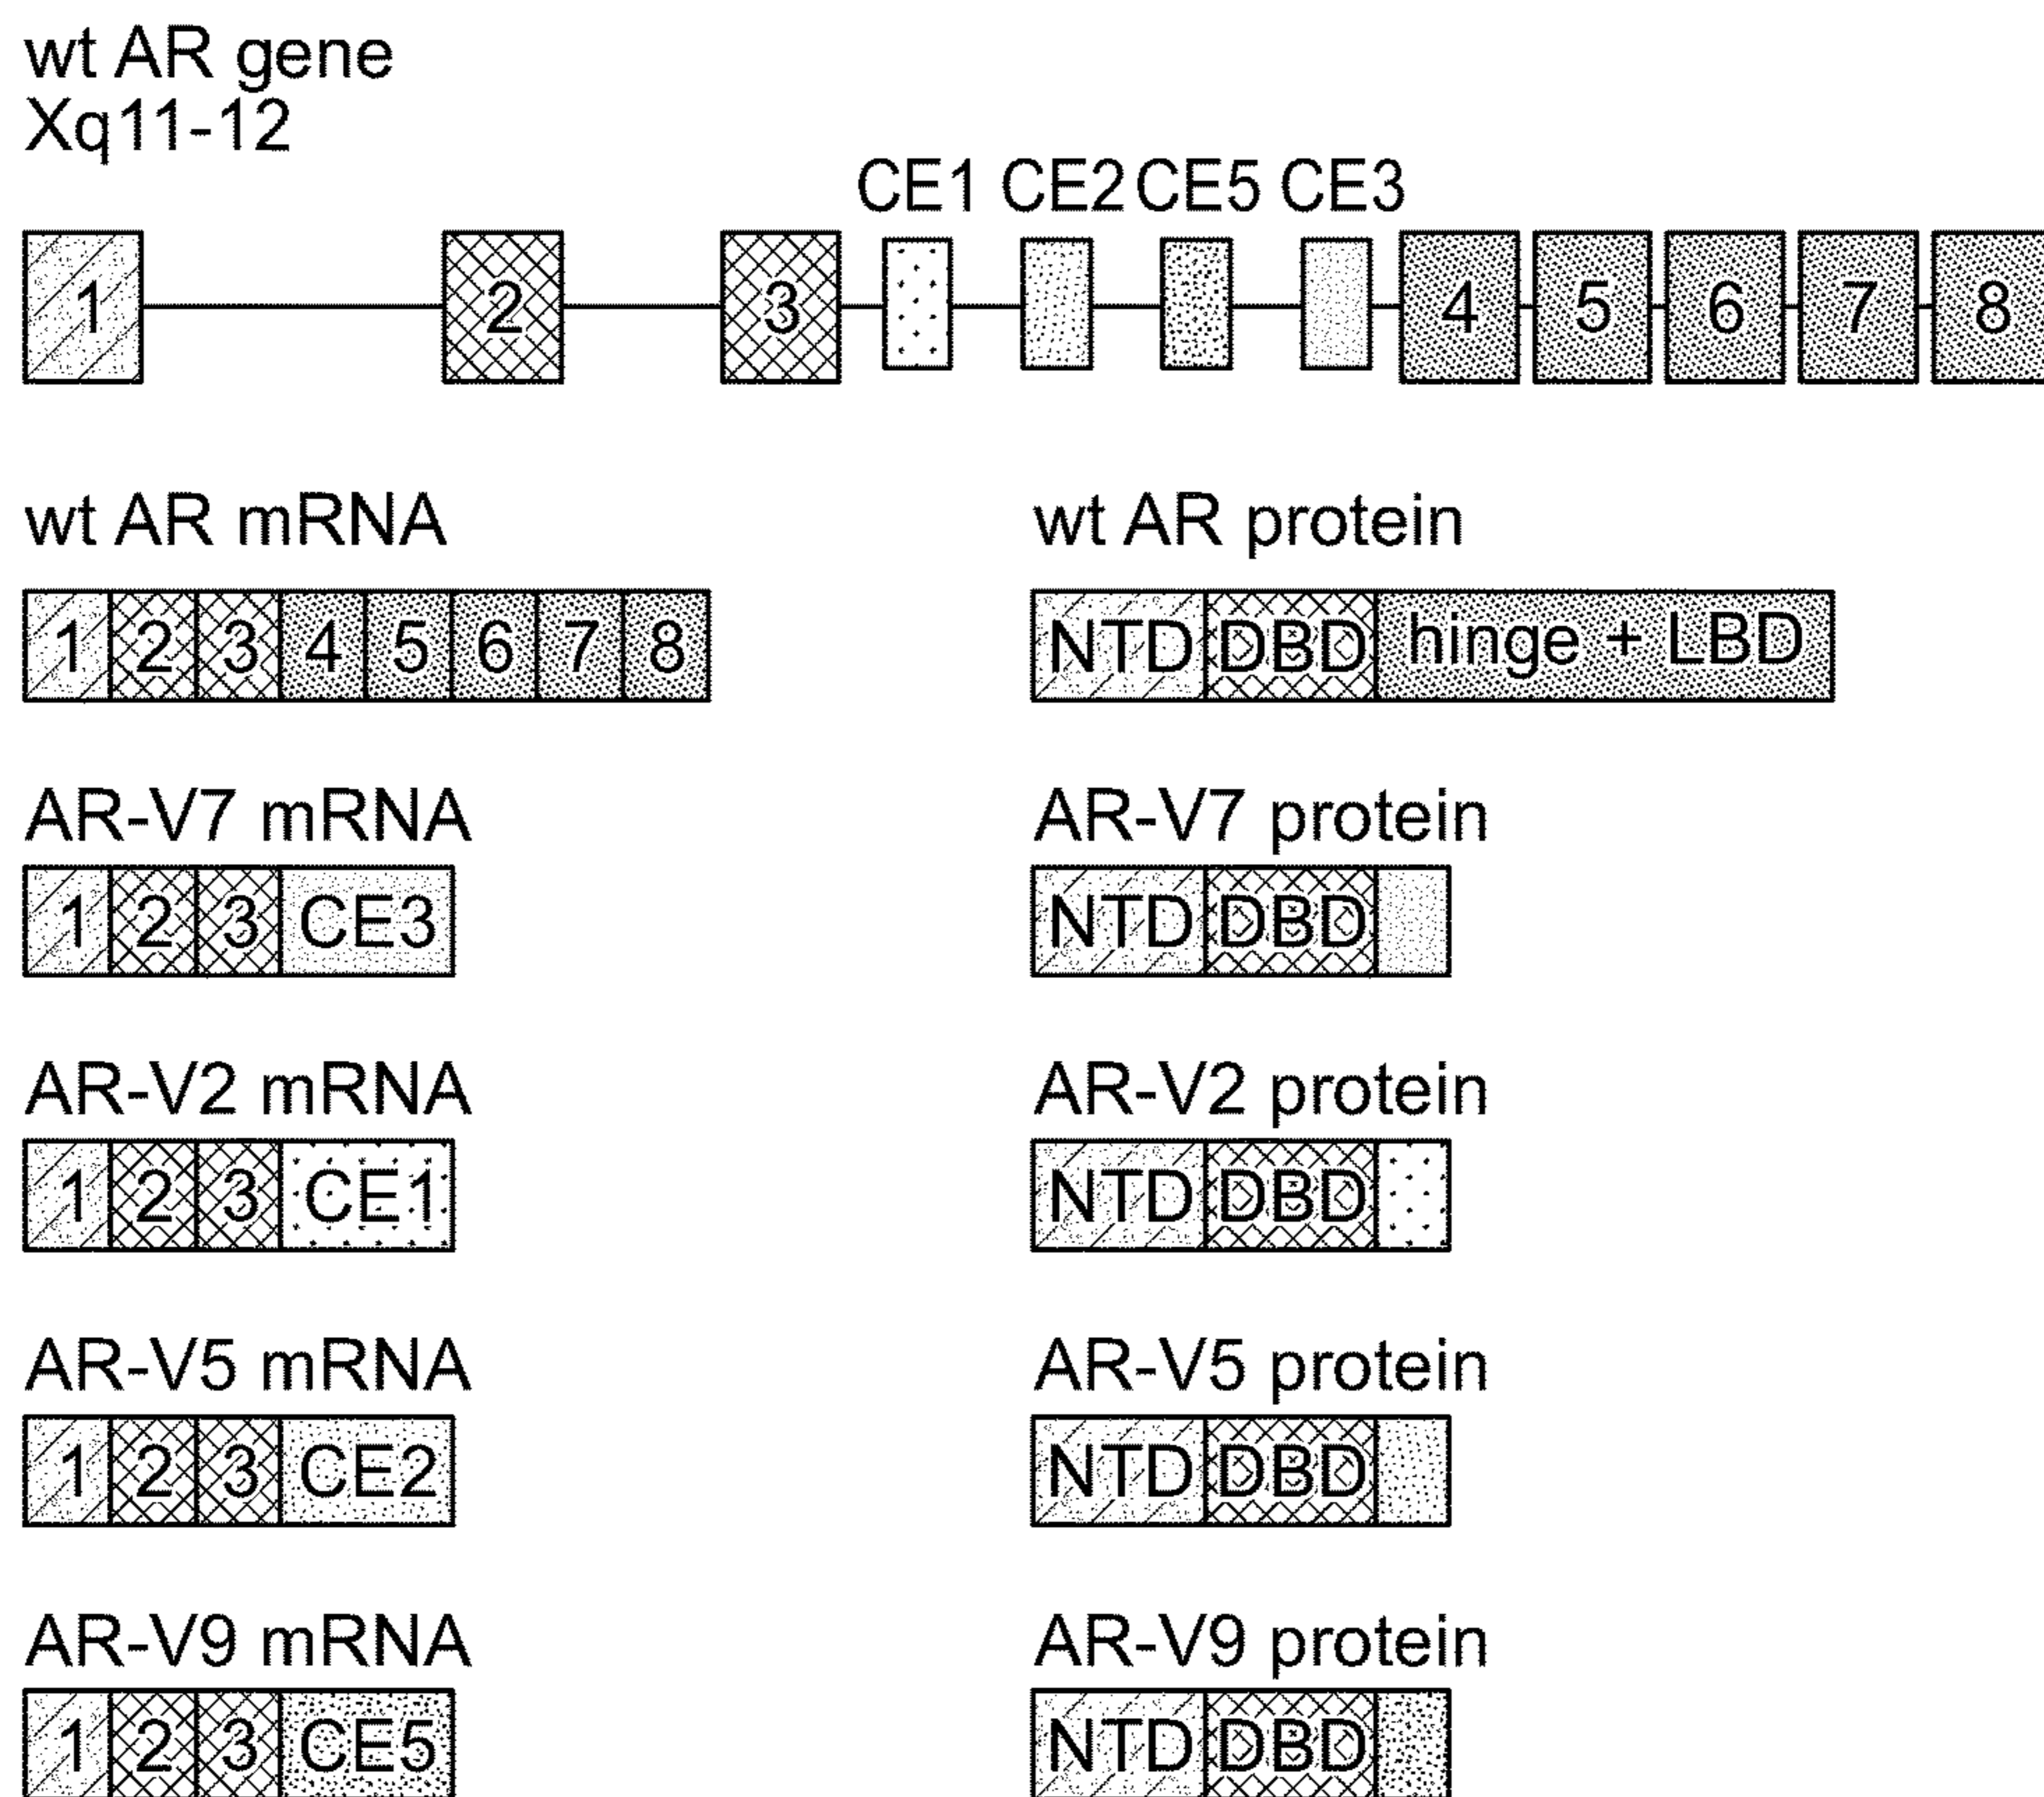 wt AR gene
Xq11-12
CE1 CE2 CE5 CE3
1 2 3 4 5 6 7 8
wt AR mRNA
1 2 3 4 5 6 7 8
wt AR protein
NTD DBD hinge + LBD
AR-V7 mRNA
1 2 3 CE3
AR-V7 protein
NTD DBD
AR-V2 mRNA
1 2 3 CE1
AR-V2 protein
NTD DBD
AR-V5 mRNA
1 2 3 CE2
AR-V5 protein
NTD DBD
AR-V9 mRNA
1 2 3 CE5
AR-V9 protein
NTD DBD